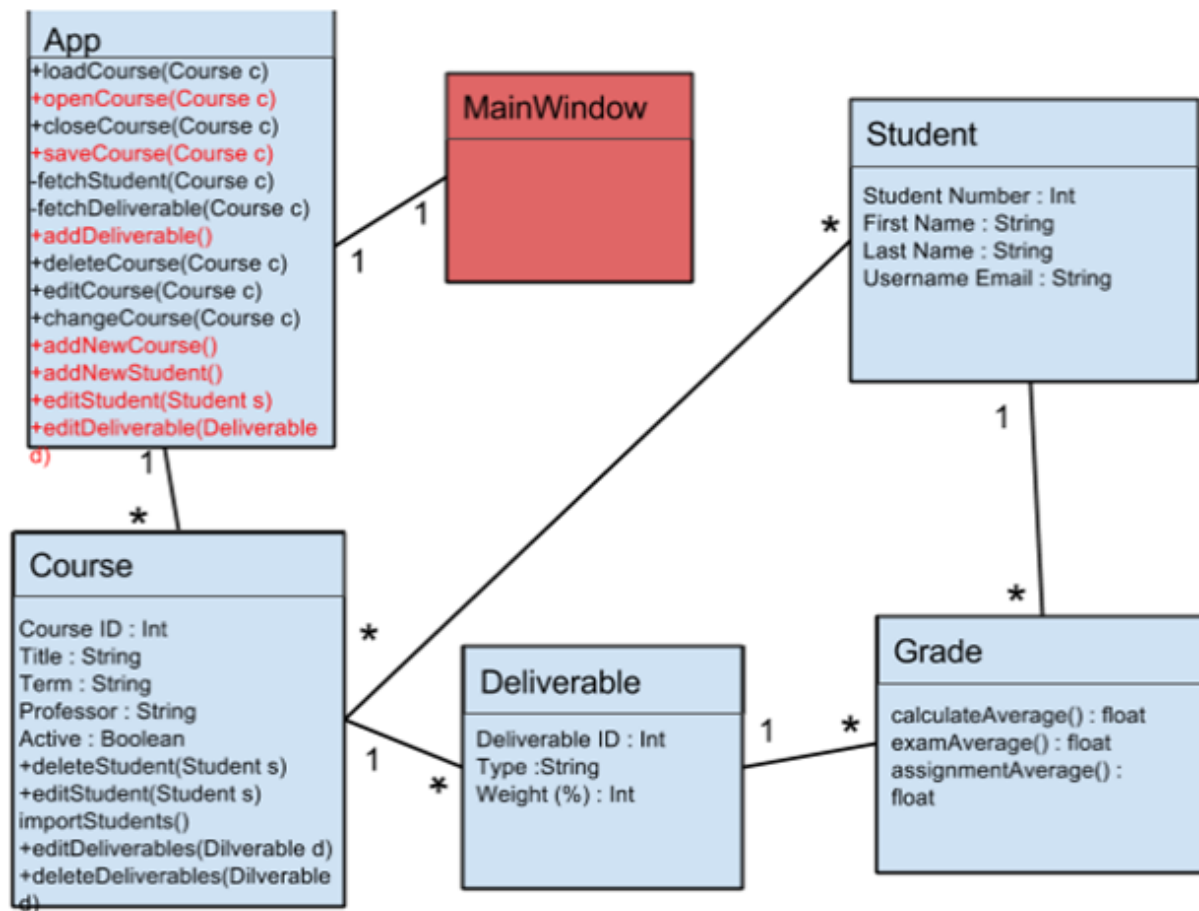 App
+loadCourse(Course c)
+openCourse(Course c)
+closeCourse(Course c)
+saveCourse(Course c)
-fetchStudent(Course c)
-fetchDeliverable(Course c)
+addDeliverable()
+deleteCourse(Course c)
+editCourse(Course c)
+changeCourse(Course c)
+addNewCourse()
+addNewStudent()
+editStudent(Student s)
+editDeliverable(Deliverable
d)
1
*
1
1
MainWindow
Student
Student Number : Int
First Name : String
Last Name : String
Username Email : String
*
1
*
Course
Course ID : Int
Title : String
Term : String
Professor : String
Active : Boolean
+deleteStudent(Student s)
+editStudent(Student s)
importStudents()
+editDeliverables(Dilverable d)
+deleteDeliverables(Dilverable
d)
*
1
*
Deliverable
Deliverable ID : Int
Type :String
Weight (%) : Int
1
*
Grade
calculateAverage() : float
examAverage() : float
assignmentAverage() :
float